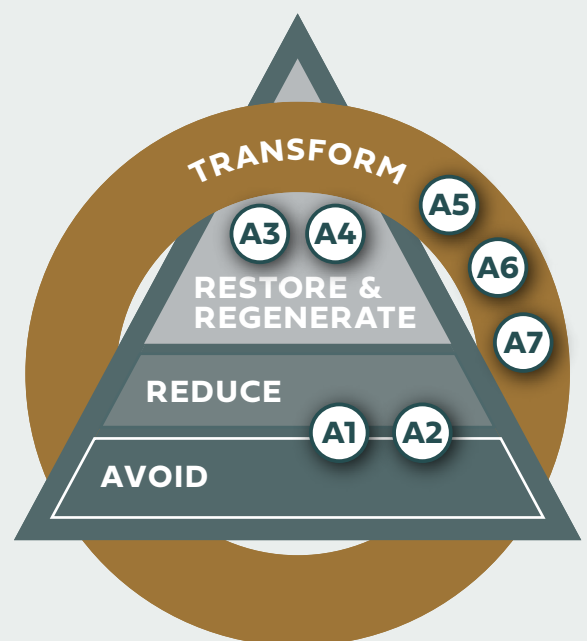 TRANSFORM
A5
A3 A4
A6
RESTORE &
REGENERATE
A7
REDUCE
A1 A2
AVOID